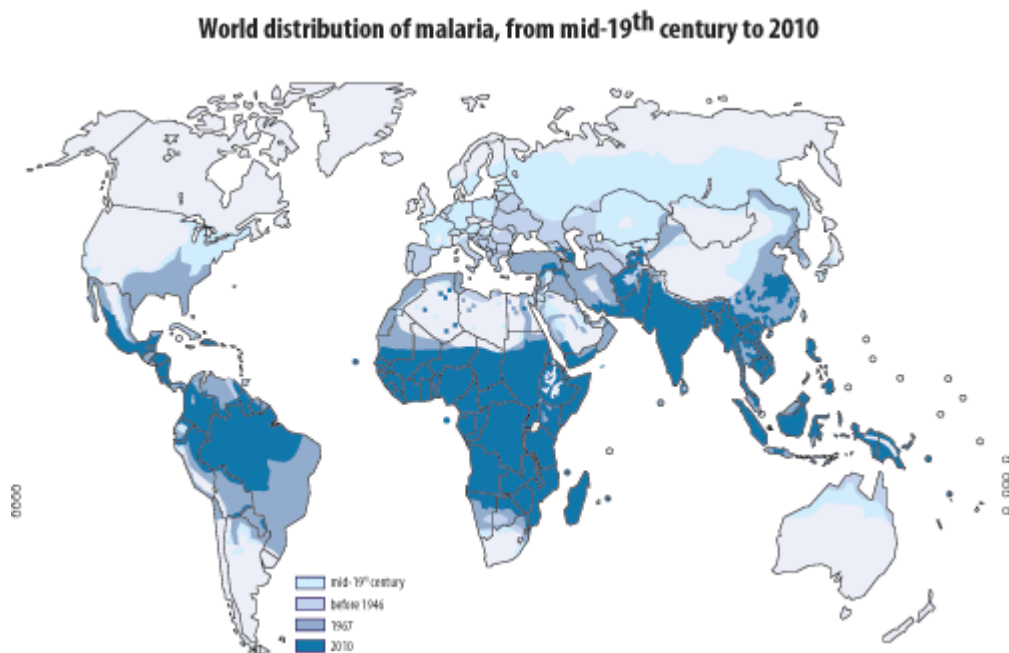 World distribution of malaria, from mid-19th century to 2010
mid-19th century
before 1946
1967
2010